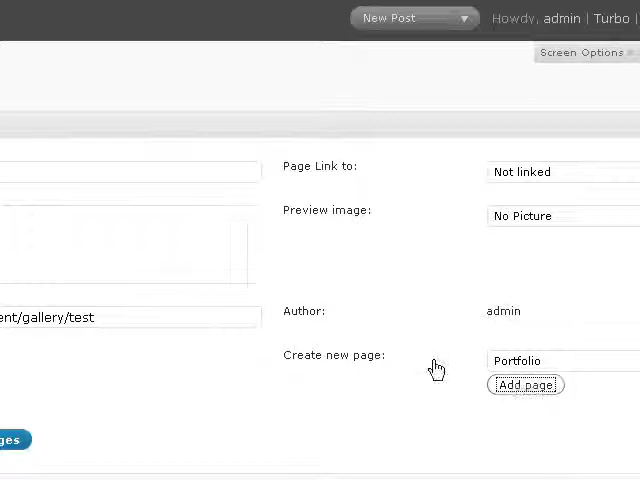 New Post Howdy, admin | Turbo |
Screen Options
Page Link to: Not linked
Preview image: No Picture
ent/gallery/test Author: admin
Create new page: Portfolio
Add page
ges